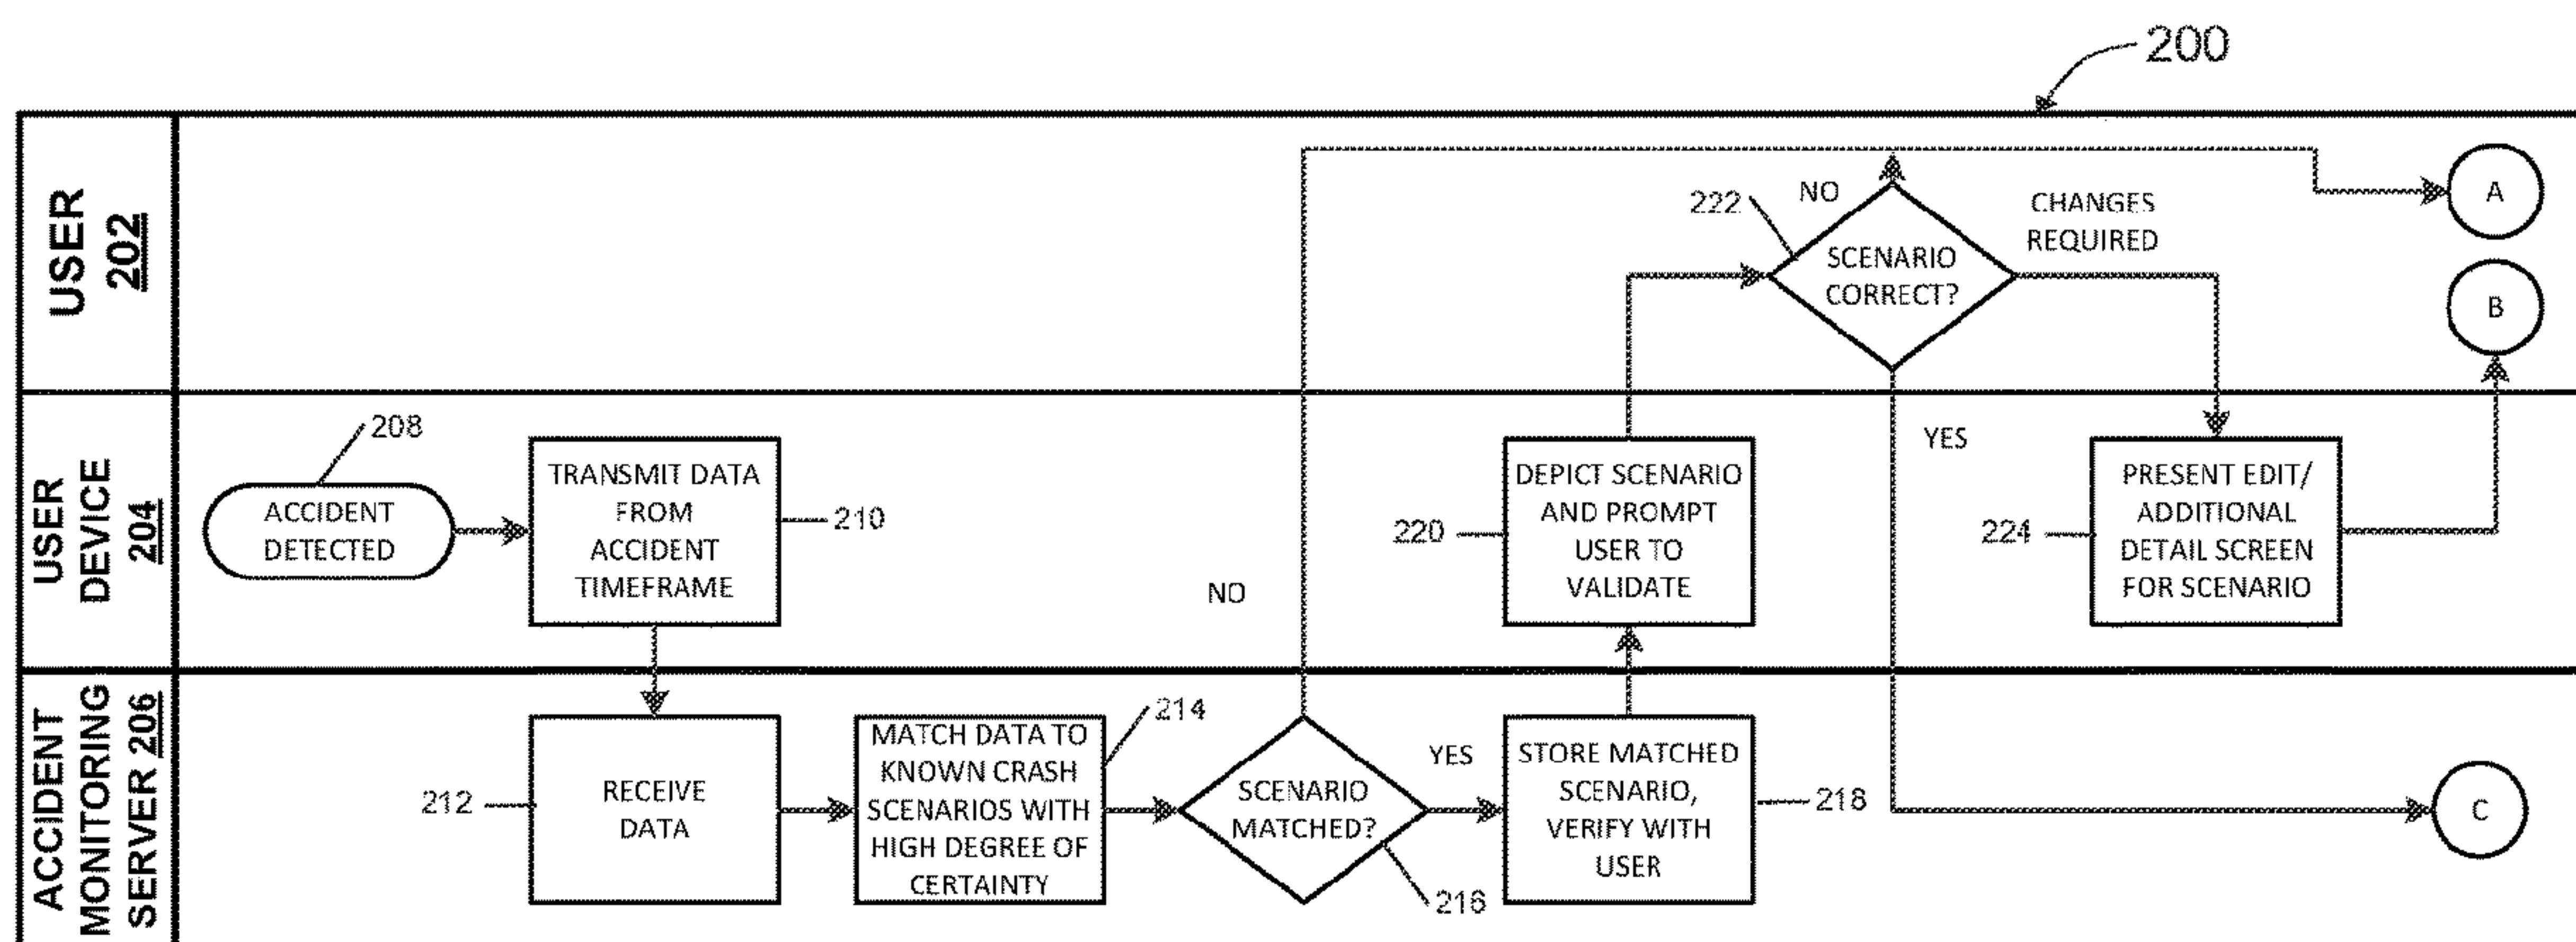 200
USER
202
NO
222
CHANGES
REQUIRED
SCENARIO
CORRECT?
A
B
USER
DEVICE
204
208
ACCIDENT
DETECTED
TRANSMIT DATA
FROM
ACCIDENT
TIMEFRAME
210
NO
220
DEPICT SCENARIO
AND PROMPT
USER TO
VALIDATE
YES
224
PRESENT EDIT/
ADDITIONAL
DETAIL SCREEN
FOR SCENARIO
ACCIDENT
MONITORING
SERVER 206
212
RECEIVE
DATA
214
MATCH DATA TO
KNOWN CRASH
SCENARIOS WITH
HIGH DEGREE OF
CERTAINTY
SCENARIO
MATCHED?
216
YES
STORE MATCHED
SCENARIO,
VERIFY WITH
USER
218
C